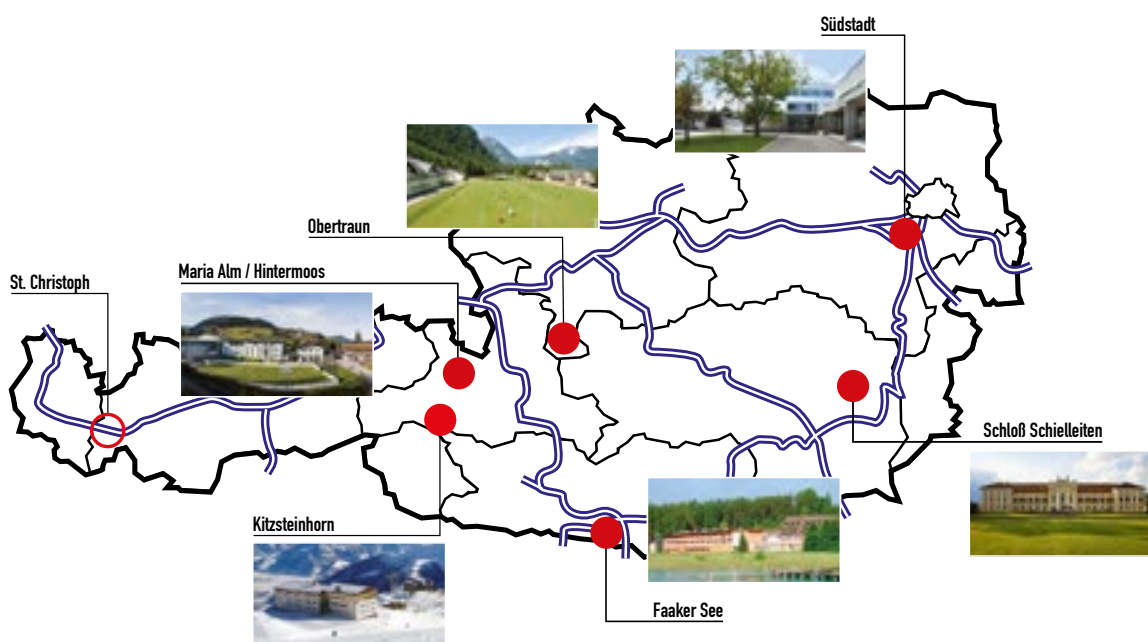 Südstadt
Obertraun
Maria Alm / Hintermoos
St. Christoph
Schloß Schielleiten
Kitzsteinhorn
Faaker See